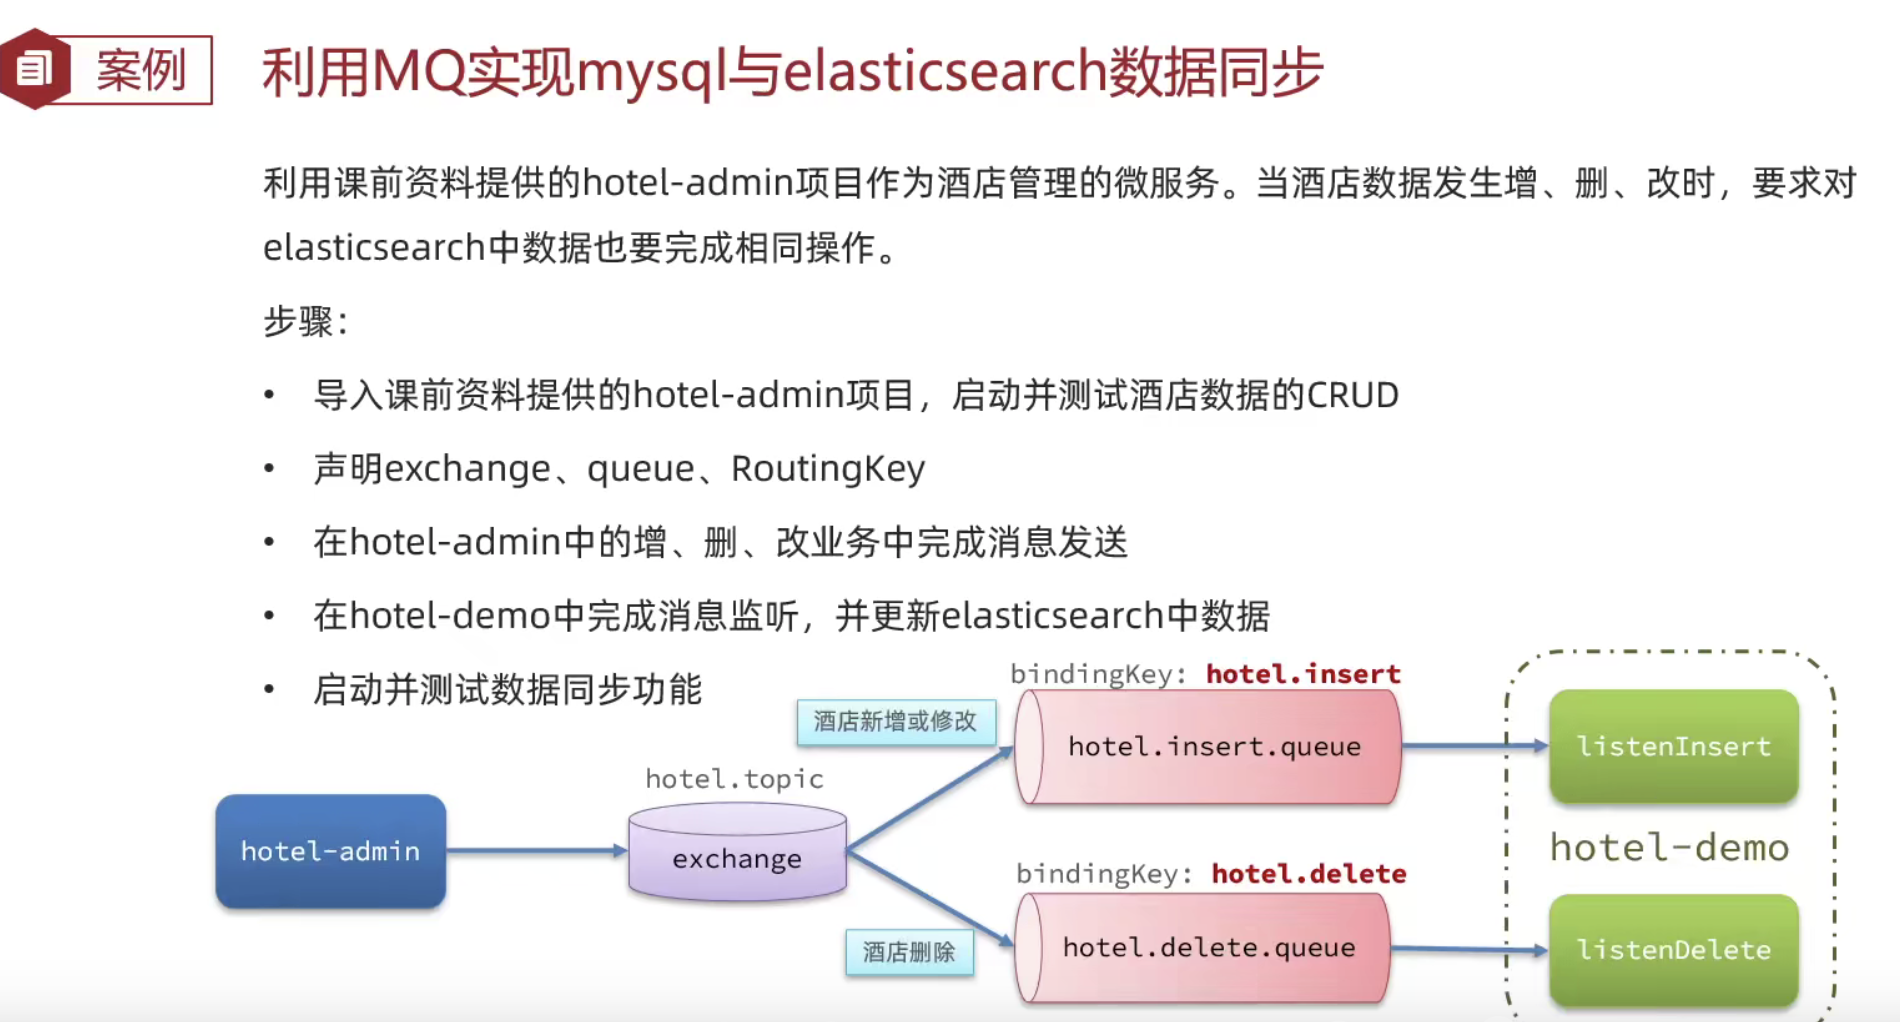 案例
利用MQ实现mysql与elasticsearch数据同步
利用课前资料提供的hotel-admin项目作为酒店管理的微服务。当酒店数据发生增、删、改时，要求对
elasticsearch中数据也要完成相同操作。
步骤：
• 导入课前资料提供的hotel-admin项目，启动并测试酒店数据的CRUD
• 声明exchange、queue、RoutingKey
• 在hotel-admin中的增、删、改业务中完成消息发送
• 在hotel-demo中完成消息监听，并更新elasticsearch中数据
• 启动并测试数据同步功能
bindingKey: hotel.insert
酒店新增或修改
hotel.insert.queue
listenInsert
hotel.topic
hotel-admin
exchange
hotel-demo
bindingKey: hotel.delete
酒店删除
hotel.delete.queue
listenDelete